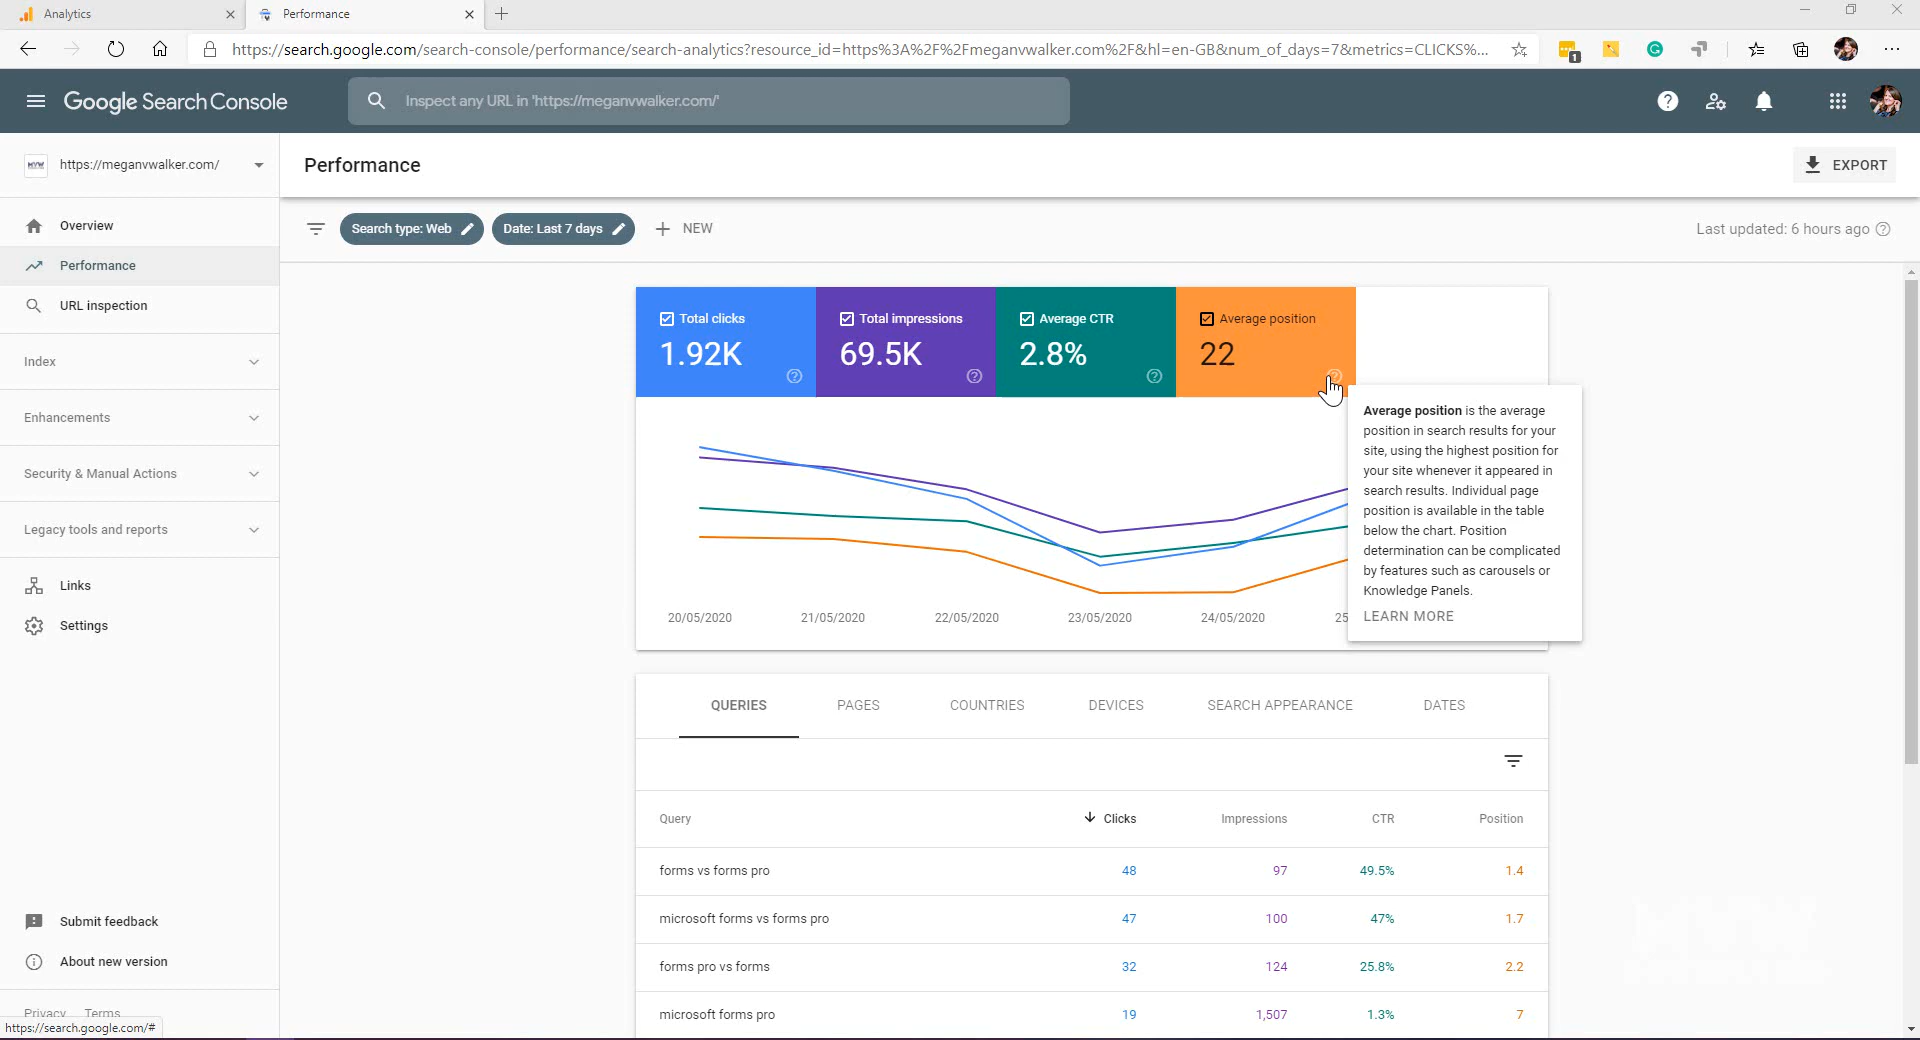 Analytics
Performance
https://search.google.com/search-console/performance/search-analytics?resource_id=https%3A%2F%2Fmeganvwalker.com%2F&hl=en-GB&num_of_days=7&metrics=CLICKS%...
1
Google Search Console
Inspect any URL in 'https://meganvwalker.com/'
MVW
https://meganvwalker.com/
Performance
EXPORT
Overview
Performance
URL inspection
Index
Enhancements
Security & Manual Actions
Legacy tools and reports
Links
Settings
Submit feedback
About new version
Privacy Terms
https://search.google.com/#
Search type: Web
Date: Last 7 days
NEW
Last updated: 6 hours ago
Total clicks
1.92K
Total impressions
69.5K
Average CTR
2.8%
Average position
22
Average position is the average
position in search results for your
site, using the highest position for
your site whenever it appeared in
search results. Individual page
position is available in the table
below the chart. Position
determination can be complicated
by features such as carousels or
Knowledge Panels.
LEARN MORE
20/05/2020 21/05/2020 22/05/2020 23/05/2020 24/05/2020 25
QUERIES PAGES COUNTRIES DEVICES SEARCH APPEARANCE DATES
Query Clicks Impressions CTR Position
forms vs forms pro 48 97 49.5% 1.4
microsoft forms vs forms pro 47 100 47% 1.7
forms pro vs forms 32 124 25.8% 2.2
microsoft forms pro 19 1,507 1.3% 7